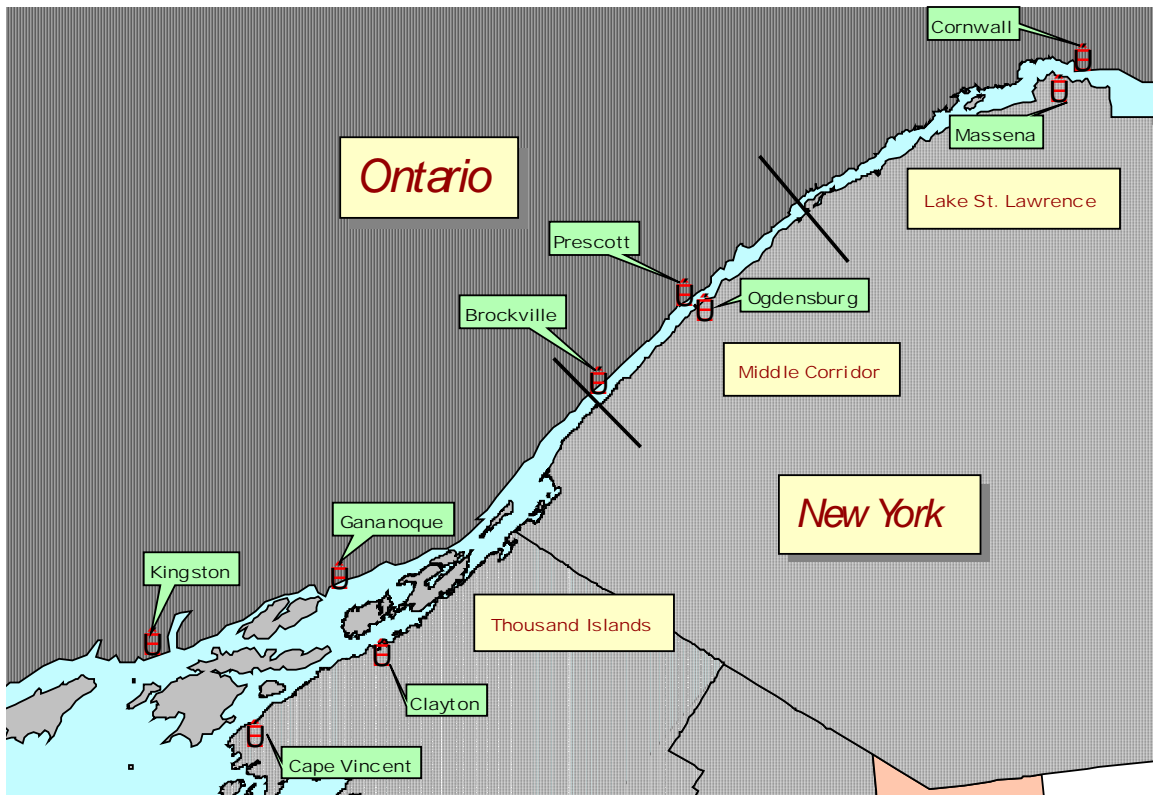 Cornwall
Massena
Ontario
Lake St. Lawrence
Prescott
Ogdensburg
Brockville
Middle Corridor
New York
Gananoque
Kingston
Thousand Islands
Clayton
Cape Vincent